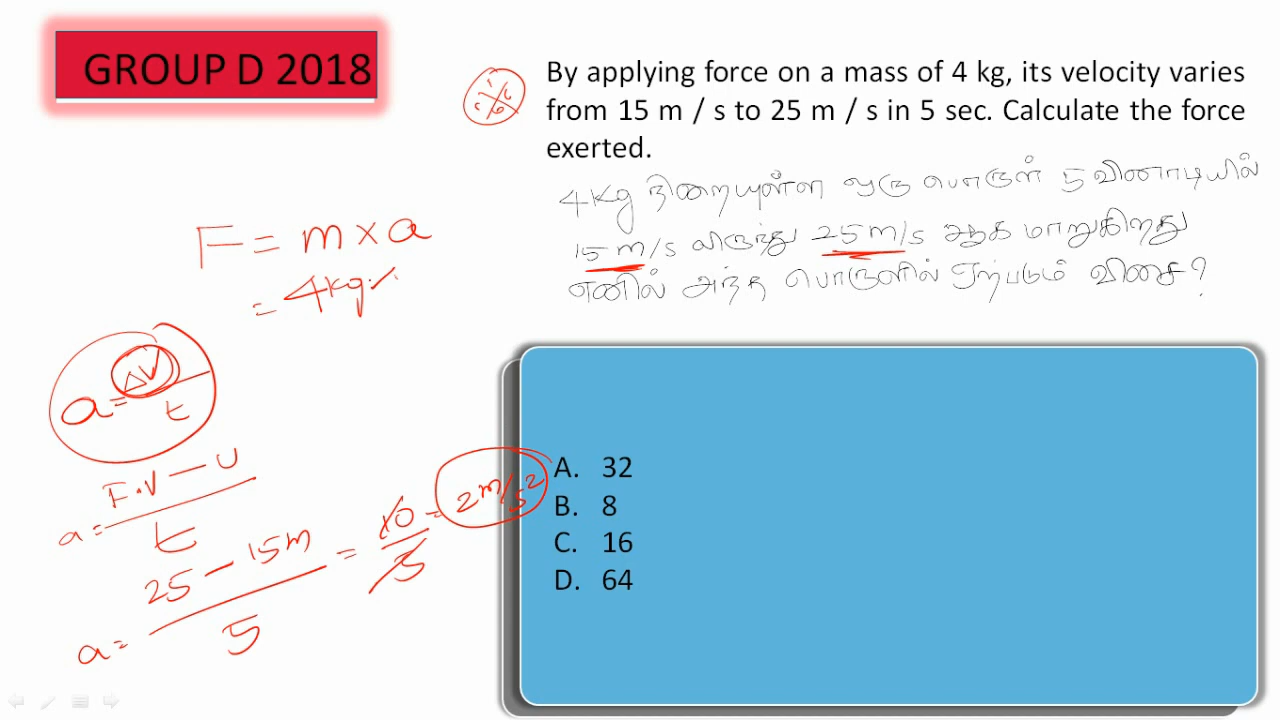 GROUP D 2018
By applying force on a mass of 4 kg, its velocity varies
from 15 m / s to 25 m / s in 5 sec. Calculate the force
exerted.
4Kg நிறையுள்ள ஒரு பொருள் 5 வினாடியில்
15 m/s லிருந்து 25 m/s ஆக மாறுகிறது
எனில் அந்த பொருளில் ஏற்படும் விசை?
F = m × a
= 4kg ×
a = ΔV
t
a = F.V — U
t
a = 25 — 15m = 10 = 2 m/s²
5 5
A. 32
B. 8
C. 16
D. 64